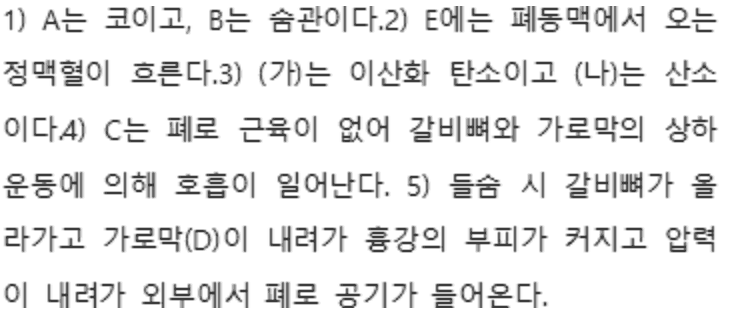 1) A는 코이고, B는 숨관이다.2) E에는 폐동맥에서 오는
정맥혈이 흐른다.3) (가)는 이산화 탄소이고 (나)는 산소
이다.4) C는 폐로 근육이 없어 갈비뼈와 가로막의 상하
운동에 의해 호흡이 일어난다. 5) 들숨 시 갈비뼈가 올
라가고 가로막(D)이 내려가 흉강의 부피가 커지고 압력
이 내려가 외부에서 폐로 공기가 들어온다.